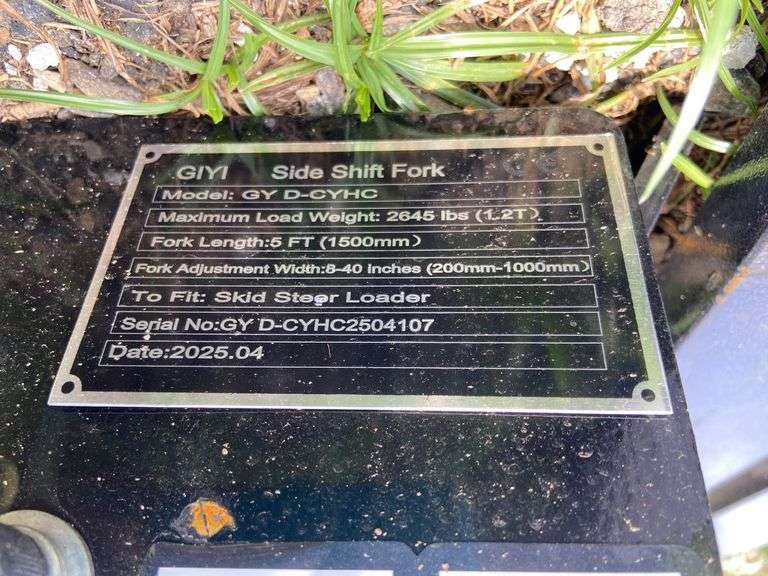 GIYI Side Shift Fork
Model: GY D-CYHC
Maximum Load Weight: 2645 lbs (1.2T)
Fork Length:5 FT (1500mm)
Fork Adjustment Width:8-40 inches (200mm-1000mm)
To Fit: Skid Steer Loader
Serial No:GY D-CYHC2504107
Date:2025.04